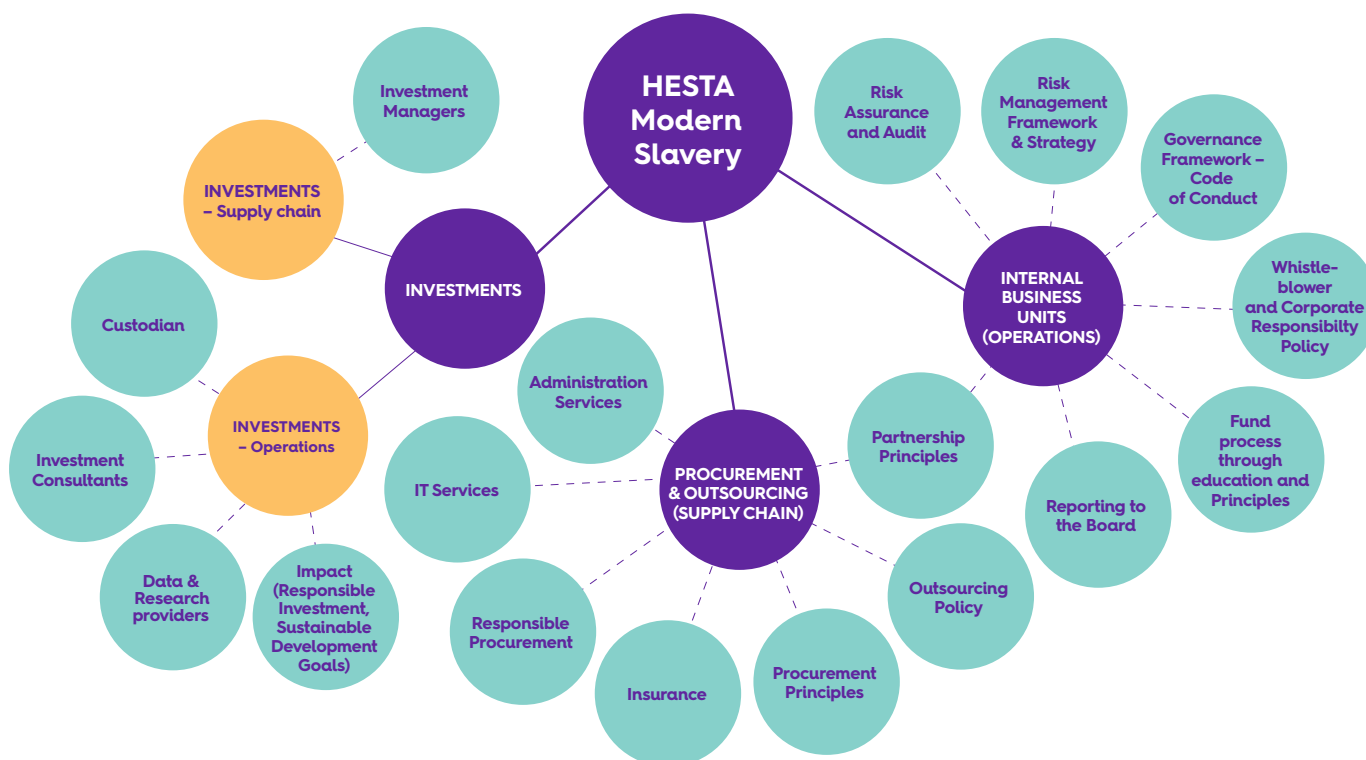 HESTA
Modern
Slavery
Investment
Managers
INVESTMENTS
– Supply chain
INVESTMENTS
Custodian
INVESTMENTS
– Operations
Investment
Consultants
Data &
Research
providers
Impact
(Responsible
Investment,
Sustainable
Development
Goals)
Administration
Services
IT Services
PROCUREMENT
& OUTSOURCING
(SUPPLY CHAIN)
Responsible
Procurement
Insurance
Procurement
Principles
Outsourcing
Policy
Partnership
Principles
Risk
Assurance
and Audit
Risk
Management
Framework
& Strategy
Governance
Framework –
Code
of Conduct
INTERNAL
BUSINESS
UNITS
(OPERATIONS)
Whistle-
blower
and Corporate
Responsibilty
Policy
Fund
process
through
education and
Principles
Reporting to
the Board